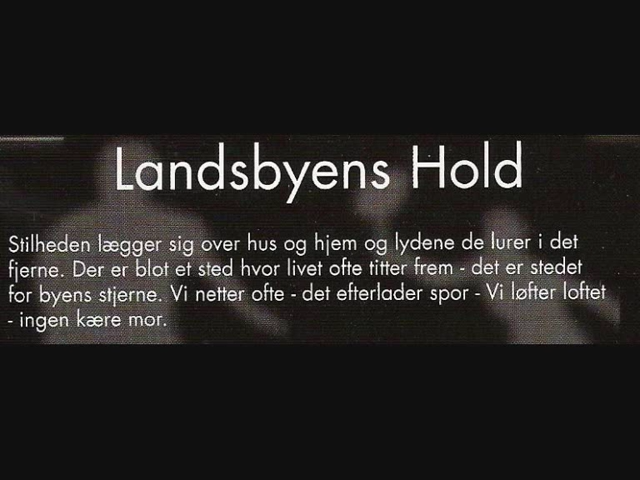 Landsbyens Hold
Stilheden lægger sig over hus og hjem og lydene de lurer i det
fjerne. Der er blot et sted hvor livet ofte titter frem - det er stedet
for byens stjerne. Vi netter ofte - det efterlader spor - Vi løfter loftet
- ingen kære mor.